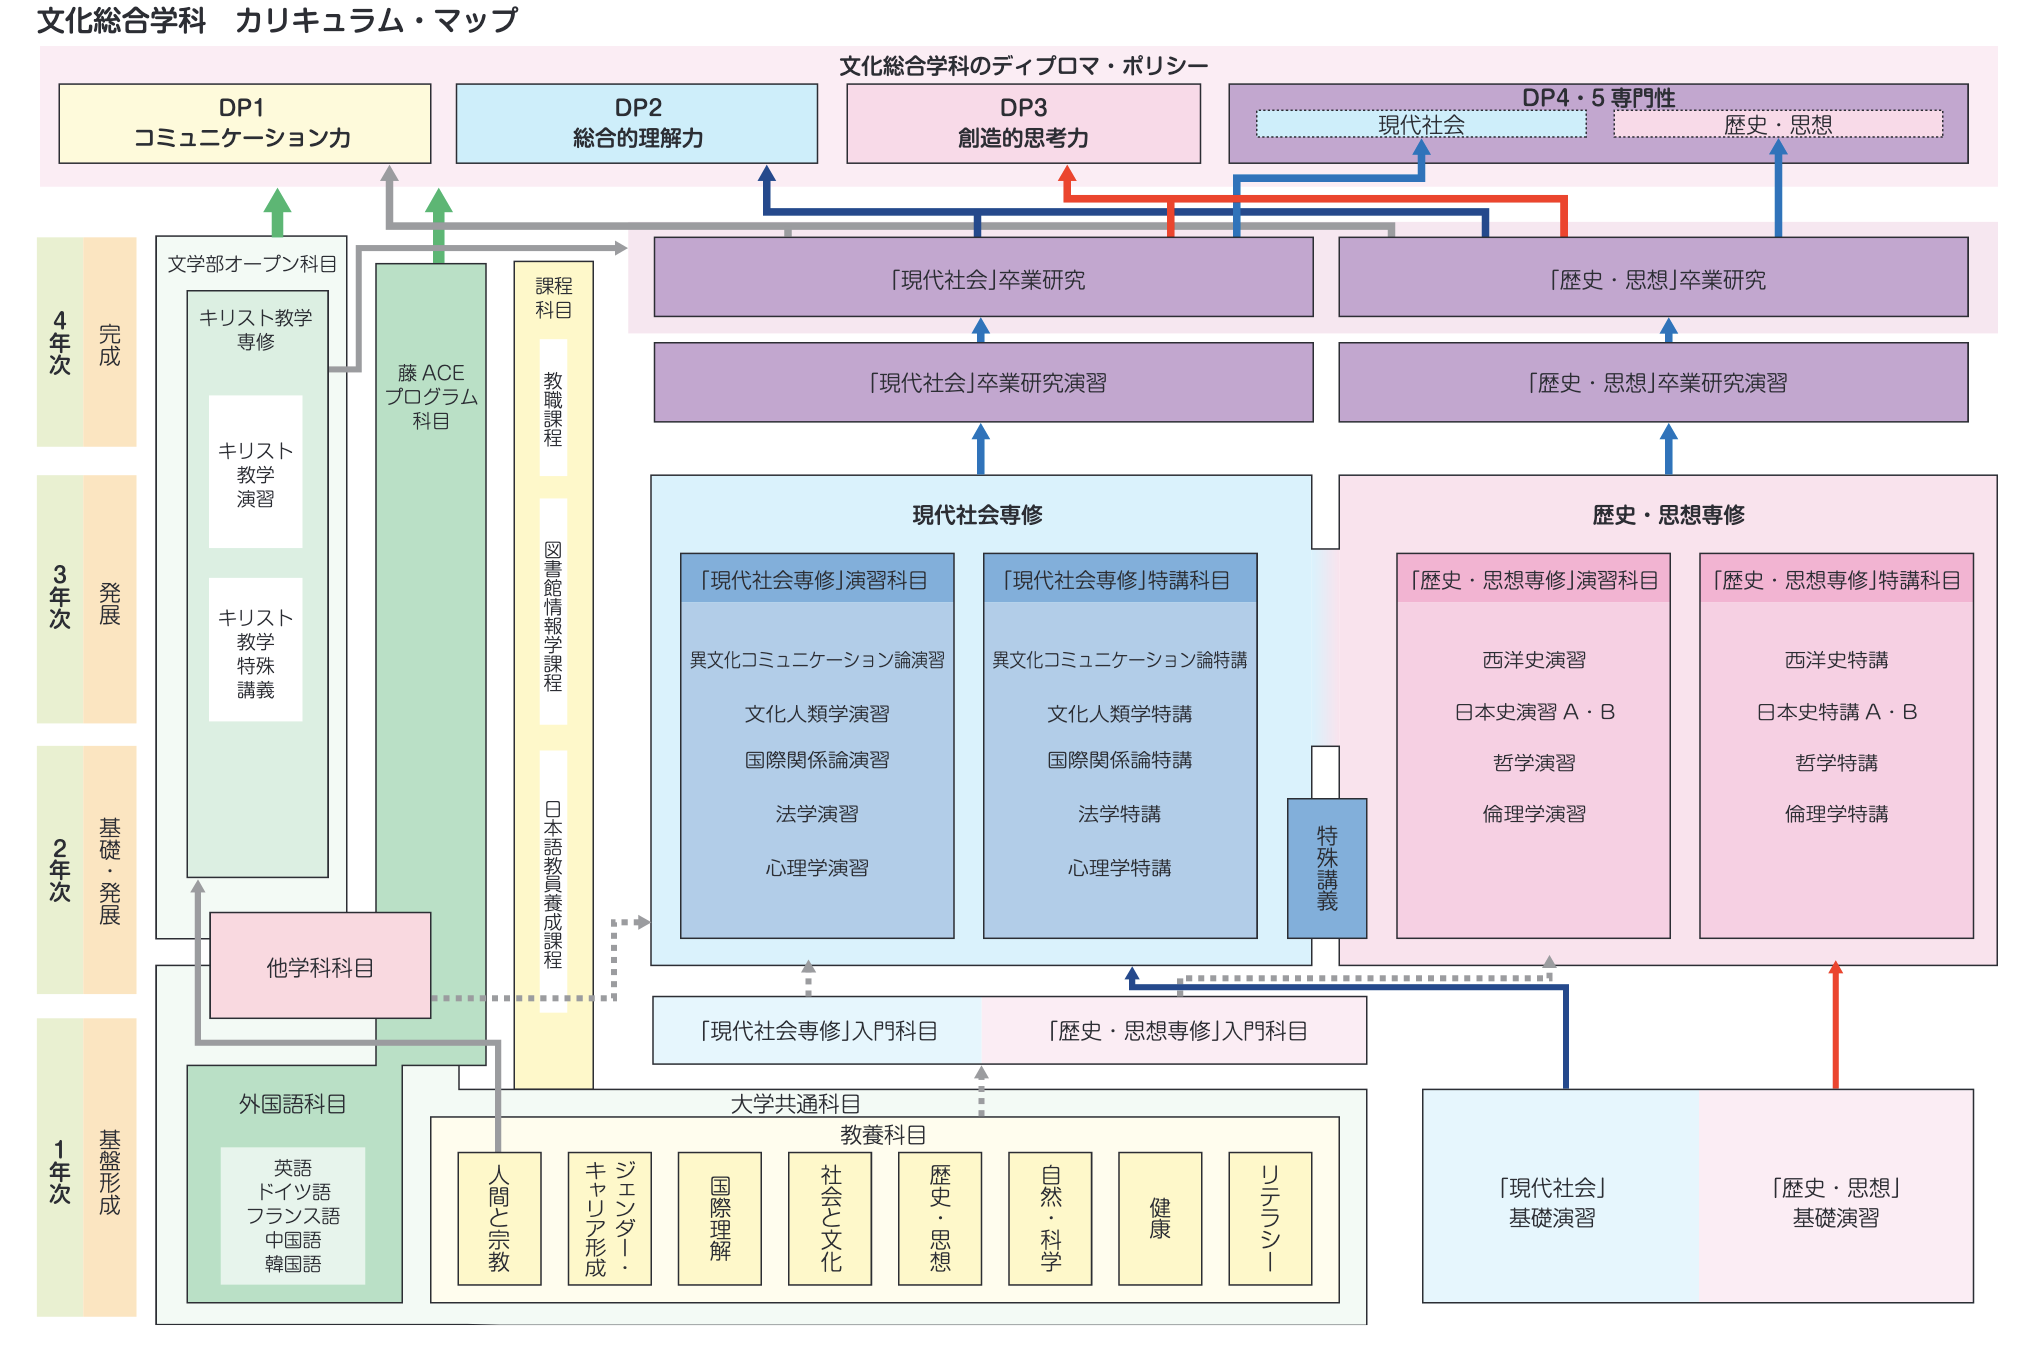 文化総合学科　カリキュラム・マップ
文化総合学科のディプロマ・ポリシー
DP1
コミュニケーション力
DP2
総合的理解力
DP3
創造的思考力
DP4・5 専門性
現代社会
歴史・思想
4年次
完成
3年次
発展
2年次
基礎・発展
1年次
基盤形成
文学部オープン科目
キリスト教学
専修
キリスト
教学
演習
キリスト
教学
特殊
講義
藤 ACE
プログラム
科目
課程
科目
教職課程
図書館情報学課程
日本語教員養成課程
「現代社会」卒業研究
「歴史・思想」卒業研究
「現代社会」卒業研究演習
「歴史・思想」卒業研究演習
現代社会専修
「現代社会専修」演習科目
異文化コミュニケーション論演習
文化人類学演習
国際関係論演習
法学演習
心理学演習
「現代社会専修」特講科目
異文化コミュニケーション論特講
文化人類学特講
国際関係論特講
法学特講
心理学特講
特殊講義
歴史・思想専修
「歴史・思想専修」演習科目
西洋史演習
日本史演習 A・B
哲学演習
倫理学演習
「歴史・思想専修」特講科目
西洋史特講
日本史特講 A・B
哲学特講
倫理学特講
他学科科目
「現代社会専修」入門科目
「歴史・思想専修」入門科目
外国語科目
英語
ドイツ語
フランス語
中国語
韓国語
大学共通科目
教養科目
人間と宗教
ジェンダー・
キャリア形成
国際理解
社会と文化
歴史・思想
自然・科学
健康
リテラシー
「現代社会」
基礎演習
「歴史・思想」
基礎演習